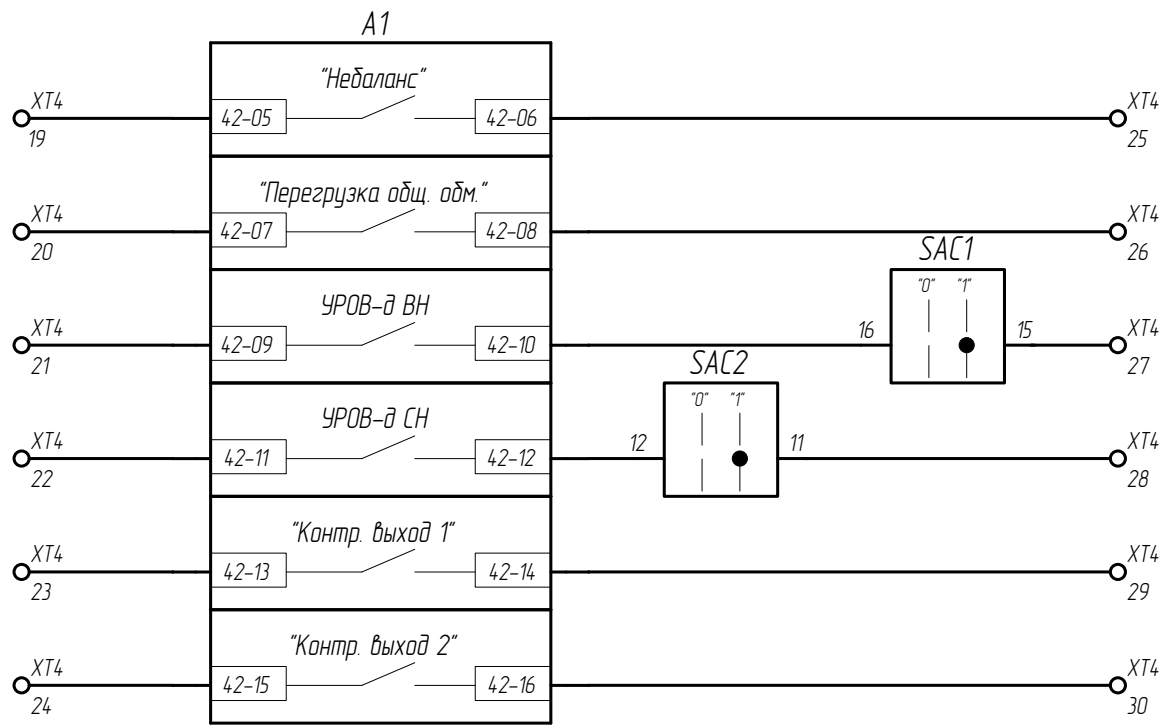 A1
"Небаланс"
XT4 42-05 42-06 XT4
19 25
"Перегрузка общ. обм."
XT4 42-07 42-08 XT4
20 26
SAC1
"0" "1"
УРОВ-д ВН
XT4 42-09 42-10 16 15 XT4
21 27
SAC2
"0" "1"
УРОВ-д СН
XT4 42-11 42-12 12 11 XT4
22 28
"Контр. выход 1"
XT4 42-13 42-14 XT4
23 29
"Контр. выход 2"
XT4 42-15 42-16 XT4
24 30